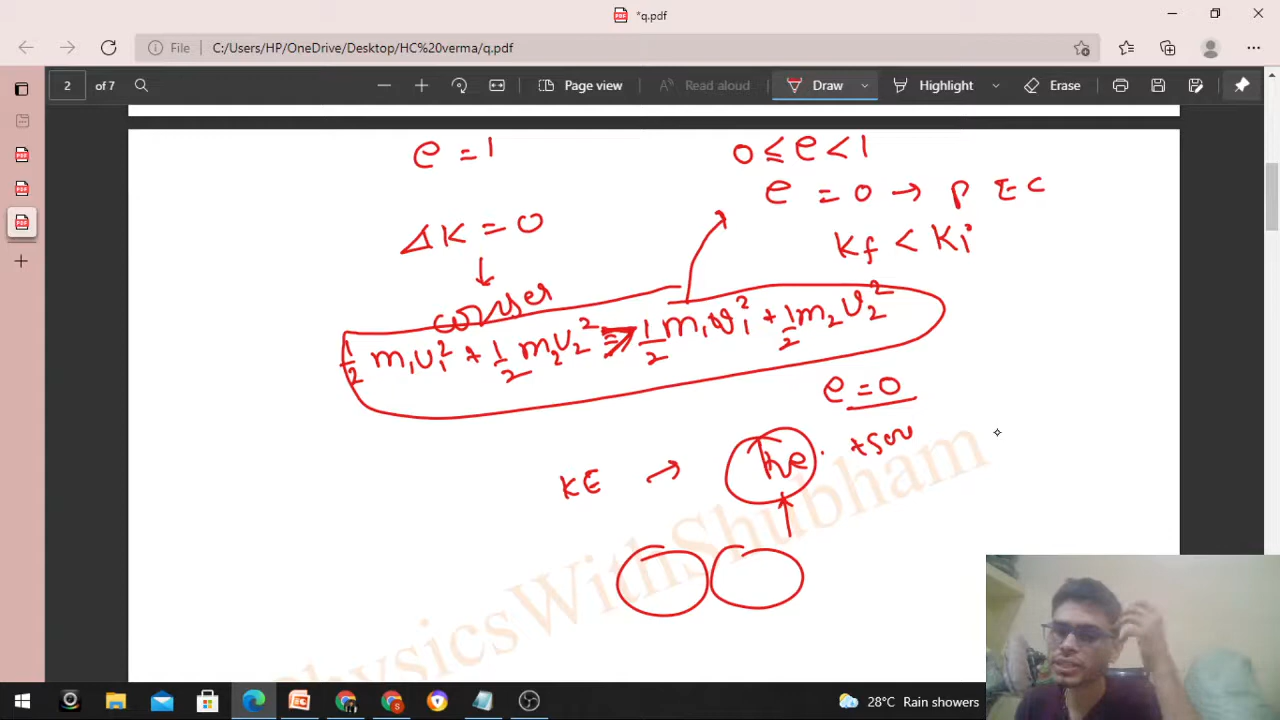 *q.pdf
File C:/Users/HP/OneDrive/Desktop/HC%20verma/q.pdf
2 of 7 Page view Read aloud Draw Highlight Erase
e = 1
0 ≤ e < 1
e = 0 → P E C
ΔK = 0
Kf < Ki
conser
1/2 m₁u₁² + 1/2 m₂u₂² = 1/2 m₁v₁² + 1/2 m₂v₂²
e = 0
KE →
PhysicsWithShubham
28°C Rain showers